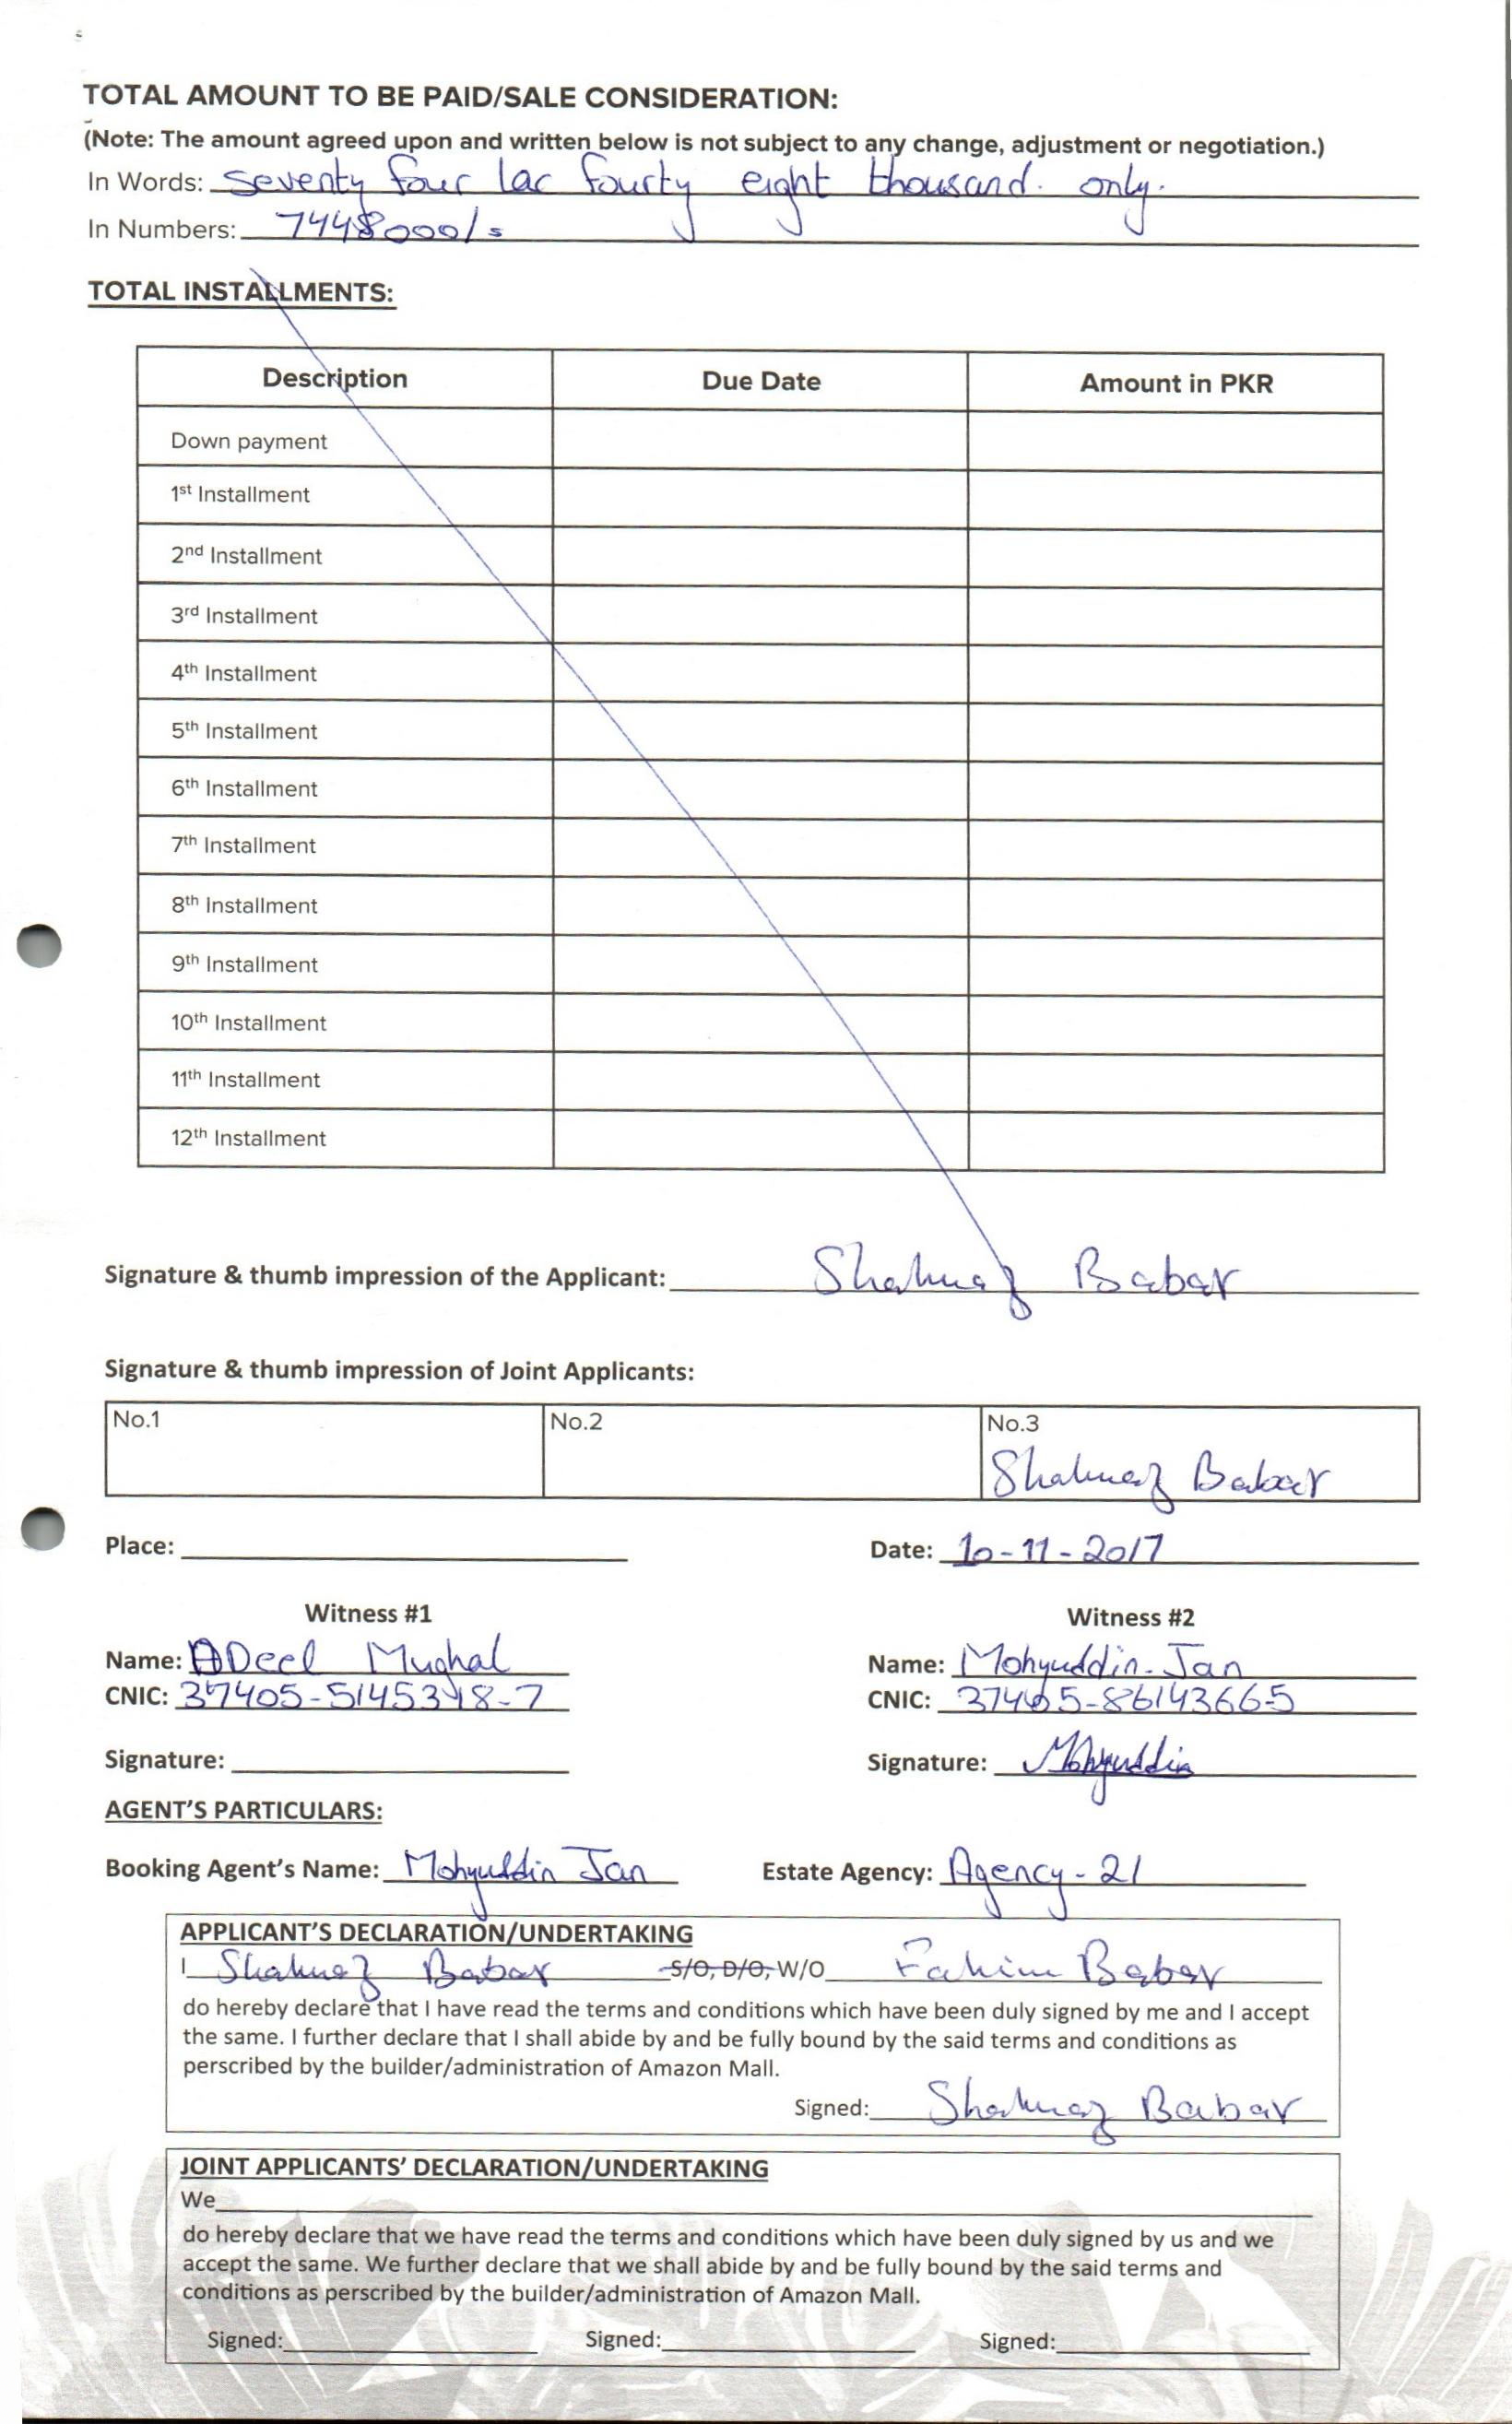 TOTAL AMOUNT TO BE PAID/SALE CONSIDERATION:
(Note: The amount agreed upon and written below is not subject to any change, adjustment or negotiation.)
In Words: Seventy four lac fourty eight thousand. only.
In Numbers: 7448000/s
TOTAL INSTALLMENTS:
Description Due Date Amount in PKR
Down payment
1st Installment
2nd Installment
3rd Installment
4th Installment
5th Installment
6th Installment
7th Installment
8th Installment
9th Installment
10th Installment
11th Installment
12th Installment
Signature & thumb impression of the Applicant: Shahnaz Babar
Signature & thumb impression of Joint Applicants:
No.1 No.2 No.3
Shahnaz Babar
Place: Date: 10-11-2017
Witness #1 Witness #2
Name: ADeel Mughal Name: Mohyuddin-Jan
CNIC: 37405-5145348-7 CNIC: 37405-86143665
Signature: Signature: Mohyuddin
AGENT'S PARTICULARS:
Booking Agent's Name: Mohyuddin Jan Estate Agency: Agency-21
APPLICANT'S DECLARATION/UNDERTAKING
I Shahnaz Babar S/O, D/O, W/O Fahim Babar
do hereby declare that I have read the terms and conditions which have been duly signed by me and I accept
the same. I further declare that I shall abide by and be fully bound by the said terms and conditions as
perscribed by the builder/administration of Amazon Mall.
Signed: Shahnaz Babar
JOINT APPLICANTS' DECLARATION/UNDERTAKING
We
do hereby declare that we have read the terms and conditions which have been duly signed by us and we
accept the same. We further declare that we shall abide by and be fully bound by the said terms and
conditions as perscribed by the builder/administration of Amazon Mall.
Signed: Signed: Signed: